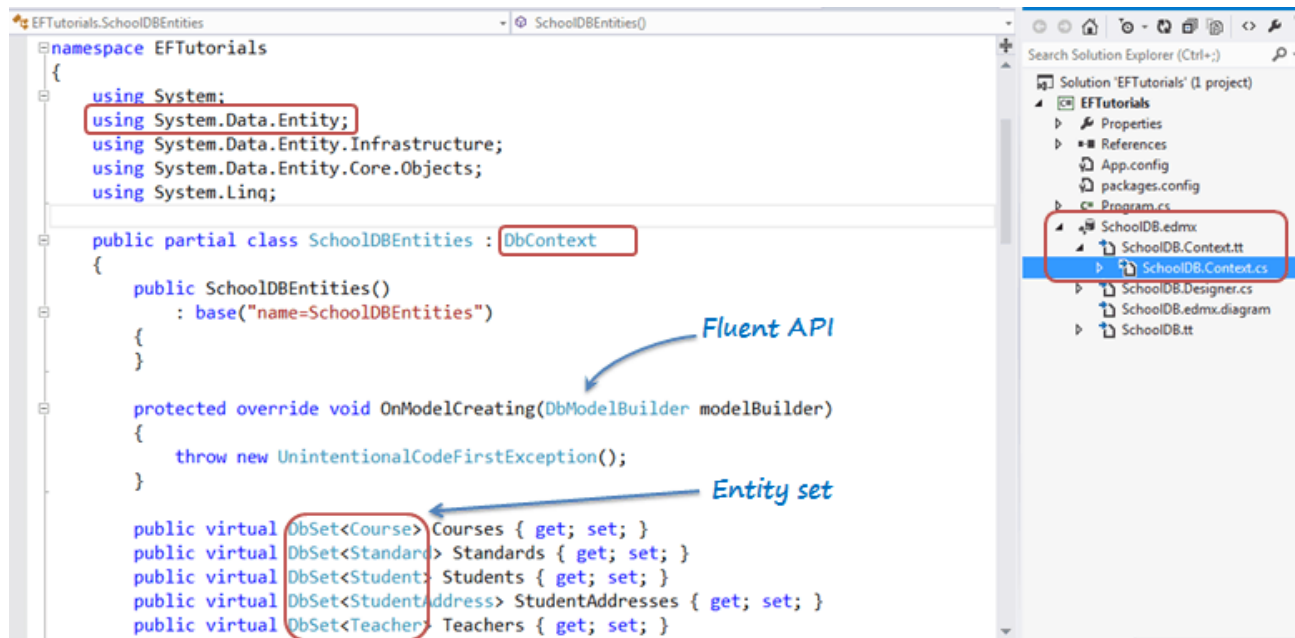 EFTutorials.SchoolDBEntities
SchoolDBEntities()
namespace EFTutorials
{
using System;
using System.Data.Entity;
using System.Data.Entity.Infrastructure;
using System.Data.Entity.Core.Objects;
using System.Linq;
public partial class SchoolDBEntities : DbContext
{
public SchoolDBEntities()
: base("name=SchoolDBEntities")
{
}
Fluent API
protected override void OnModelCreating(DbModelBuilder modelBuilder)
{
throw new UnintentionalCodeFirstException();
}
Entity set
public virtual DbSet<Course> Courses { get; set; }
public virtual DbSet<Standard> Standards { get; set; }
public virtual DbSet<Student> Students { get; set; }
public virtual DbSet<StudentAddress> StudentAddresses { get; set; }
public virtual DbSet<Teacher> Teachers { get; set; }
Search Solution Explorer (Ctrl+;)
Solution 'EFTutorials' (1 project)
C# EFTutorials
Properties
References
App.config
packages.config
C# Program.cs
SchoolDB.edmx
SchoolDB.Context.tt
SchoolDB.Context.cs
SchoolDB.Designer.cs
SchoolDB.edmx.diagram
SchoolDB.tt